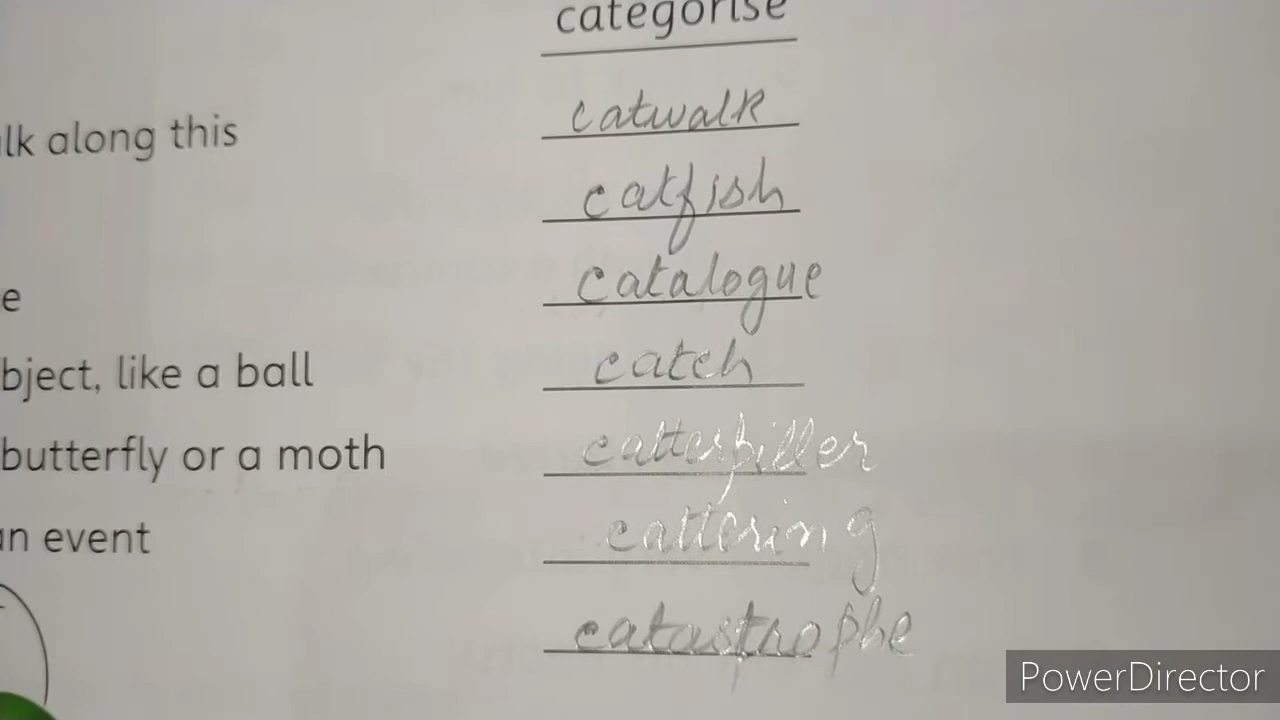 categorise
catwalk
lk along this
catfish
catalogue
e
catch
bject, like a ball
catterpiller
butterfly or a moth
cattering
n event
catastrophe
PowerDirector